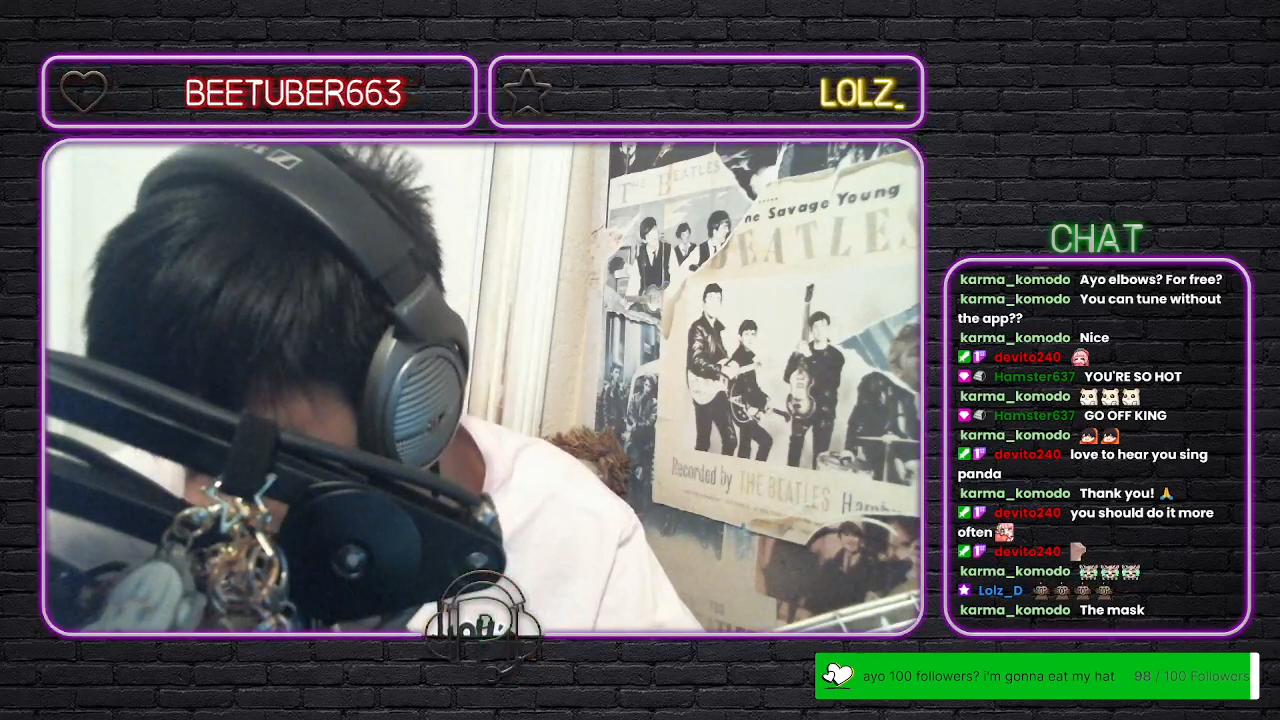 BEETUBER663
LOLZ_
THE BEATLES
Savage Young
BEATLES
Recorded by THE BEATLES
CHAT
karma_komodo Ayo elbows? For free?
karma_komodo You can tune without
the app??
karma_komodo Nice
devito240
Hamster637 YOU'RE SO HOT
karma_komodo
Hamster637 GO OFF KING
karma_komodo
devito240 love to hear you sing
panda
karma_komodo Thank you!
devito240 you should do it more
often
devito240
karma_komodo
Lolz_D
karma_komodo The mask
ayo 100 followers? i'm gonna eat my hat 98 / 100 Followers